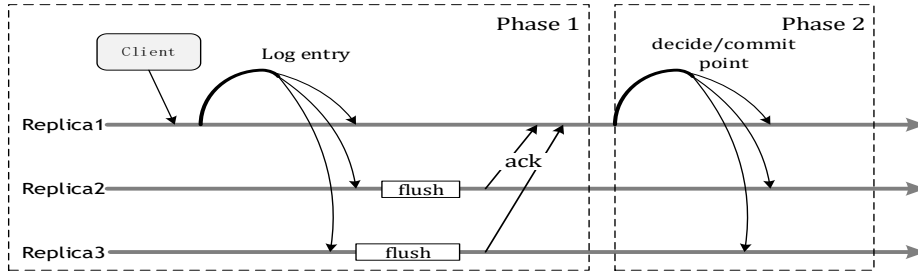 Phase 1
Phase 2
Client
Log entry
decide/commit
point
Replica1
ack
Replica2
flush
Replica3
flush